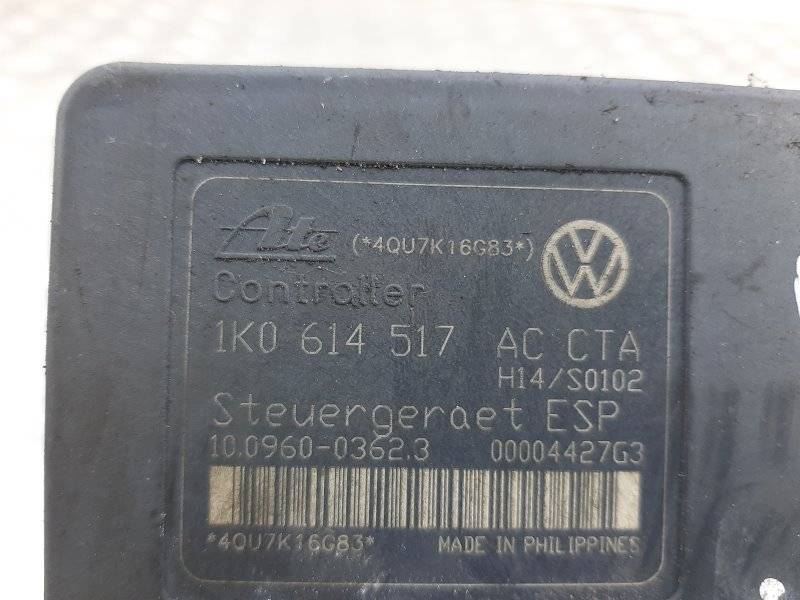 Ate (*4QU7K16G83*)
Controller
1K0 614 517 AC CTA
H14/S0102
Steuergeraet ESP
10.0960-0362.3 00004427G3
*4QU7K16G83* MADE IN PHILIPPINES